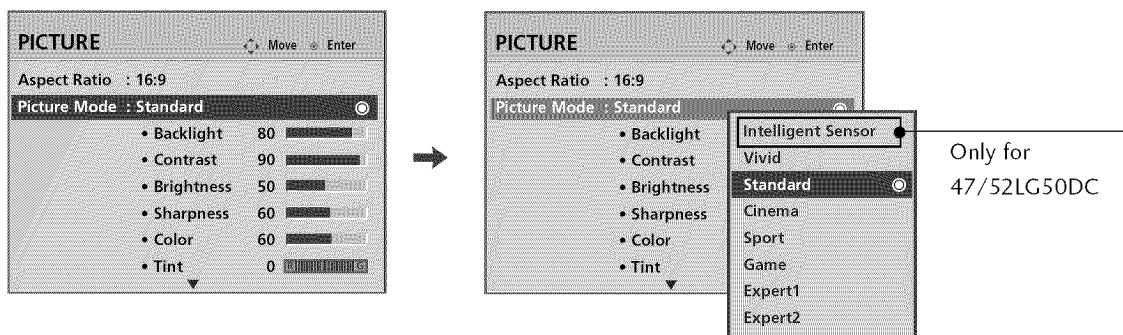 PICTURE
Move Enter
Aspect Ratio : 16:9
Picture Mode : Standard
• Backlight 80
• Contrast 90
• Brightness 50
• Sharpness 60
• Color 60
• Tint 0 R G
PICTURE
Move Enter
Aspect Ratio : 16:9
Picture Mode : Standard
• Backlight
• Contrast
• Brightness
• Sharpness
• Color
• Tint
Intelligent Sensor
Vivid
Standard
Cinema
Sport
Game
Expert1
Expert2
Only for
47/52LG50DC